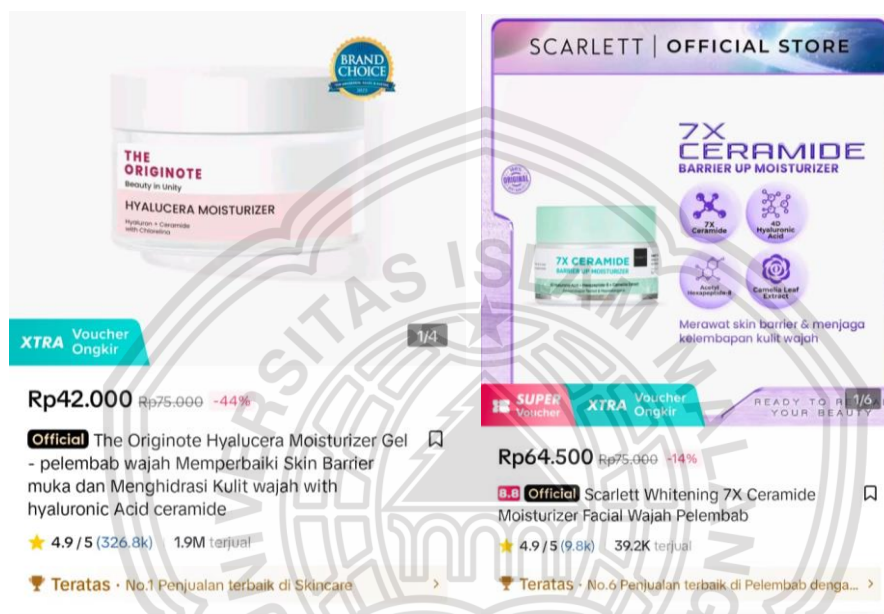 BRAND
CHOICE
THE
ORIGINOTE
Beauty in Unity
HYALUCERA MOISTURIZER
Hyaluron + Ceramide
with Chlorelina
XTRA Voucher
Ongkir
1/4
Rp42.000 Rp75.000 -44%
Official The Originote Hyalucera Moisturizer Gel
- pelembab wajah Memperbaiki Skin Barrier
muka dan Menghidrasi Kulit wajah with
hyaluronic Acid ceramide
4.9 / 5 (326.8k) 1.9M terjual
Teratas · No.1 Penjualan terbaik di Skincare
SCARLETT | OFFICIAL STORE
7X
CERAMIDE
BARRIER UP MOISTURIZER
ORIGINAL
7X
Ceramide
4D
Hyaluronic
Acid
7X CERAMIDE
BARRIER UP MOISTURIZER
Acetyl
Hexapeptide-8
Camellia Leaf
Extract
Merawat skin barrier & menjaga
kelembapan kulit wajah
SUPER
Voucher
XTRA Voucher
Ongkir
READY TO
YOUR BEAUTY
1/6
Rp64.500 Rp75.000 -14%
8.8 Official Scarlett Whitening 7X Ceramide
Moisturizer Facial Wajah Pelembab
4.9 / 5 (9.8k) 39.2K terjual
Teratas · No.6 Penjualan terbaik di Pelembab denga...
UNIVERSITAS ISLAM MALANG